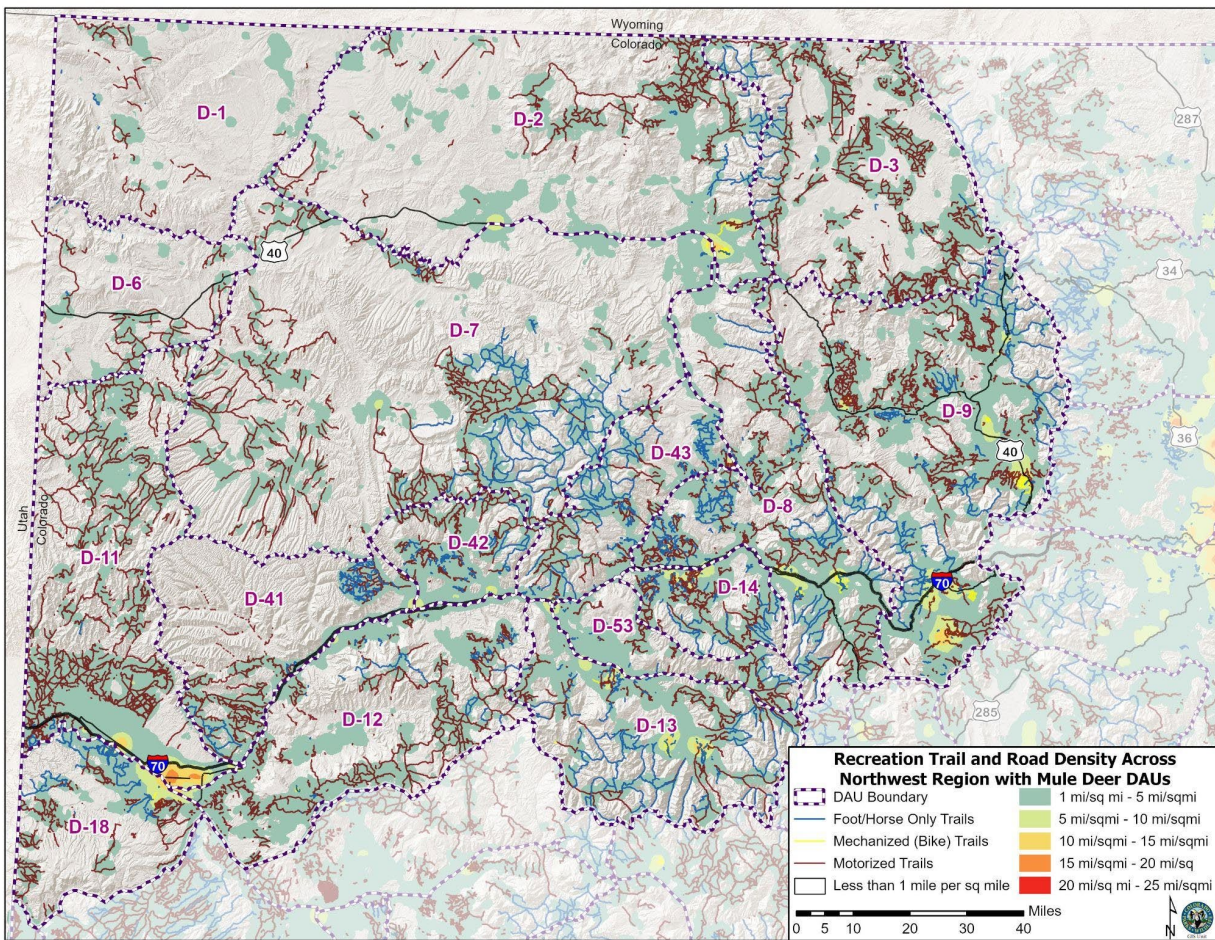 Wyoming
Colorado
287
D-1
D-2
D-3
40
34
D-6
D-7
D-9
36
40
D-43
Utah
Colorado
D-8
D-42
D-11
D-41
70
D-14
D-53
285
D-12
D-13
70
D-18
Recreation Trail and Road Density Across
Northwest Region with Mule Deer DAUs
DAU Boundary
Foot/Horse Only Trails
Mechanized (Bike) Trails
Motorized Trails
Less than 1 mile per sq mile
1 mi/sq mi - 5 mi/sqmi
5 mi/sqmi - 10 mi/sqmi
10 mi/sqmi - 15 mi/sqmi
15 mi/sqmi - 20 mi/sq
20 mi/sq mi - 25 mi/sqmi
Miles
0 5 10 20 30 40
N